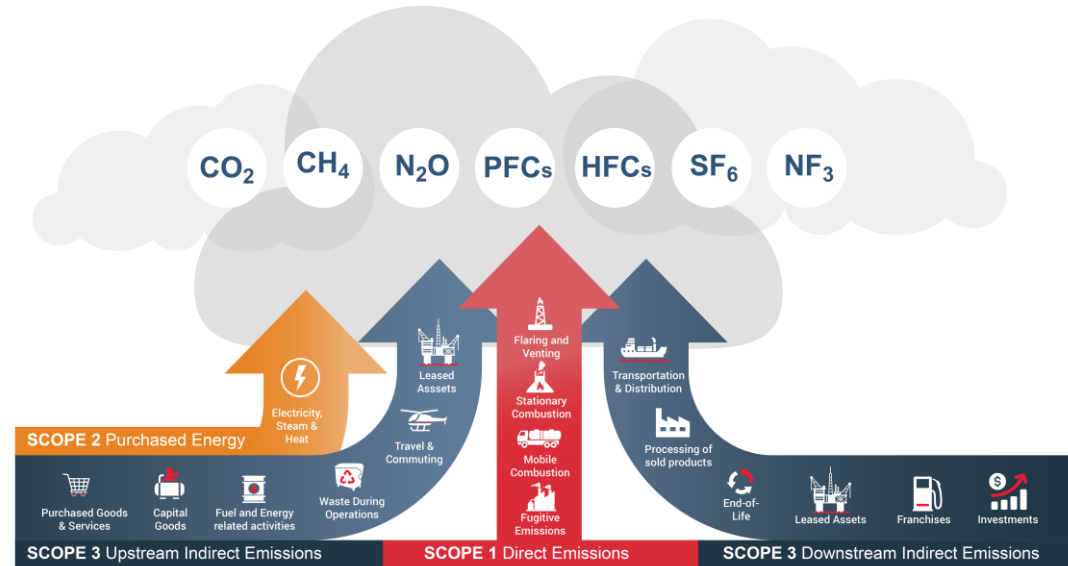 CO2
CH4
N2O
PFCs
HFCs
SF6
NF3
Electricity,
Steam &
Heat
SCOPE 2 Purchased Energy
Purchased Goods
& Services
Capital
Goods
Fuel and Energy
related activities
Waste During
Operations
Travel &
Commuting
Leased
Asssets
SCOPE 3 Upstream Indirect Emissions
Flaring and
Venting
Stationary
Combustion
Mobile
Combustion
Fugitive
Emissions
SCOPE 1 Direct Emissions
Transportation
& Distribution
Processing of
sold products
End-of-
Life
Leased Assets
Franchises
$
Investments
SCOPE 3 Downstream Indirect Emissions